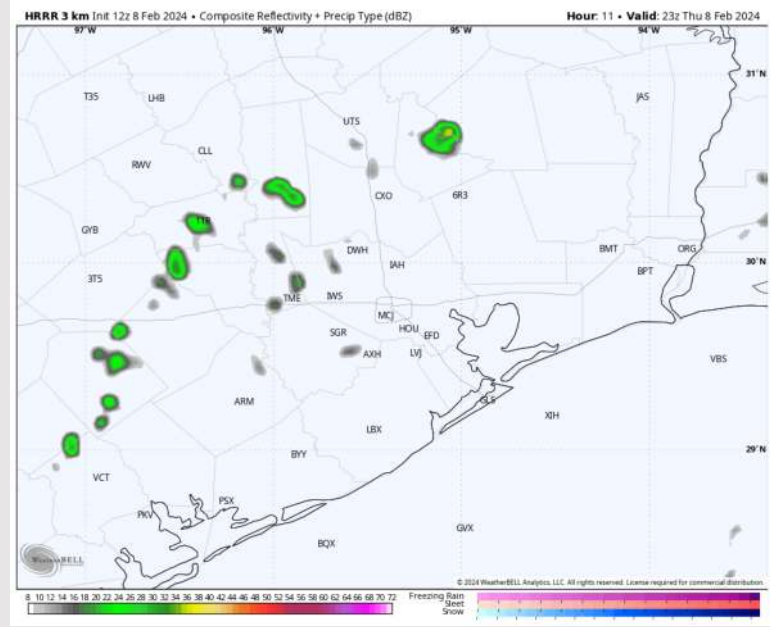 HRRR 3 km Init 12z 8 Feb 2024 • Composite Reflectivity + Precip Type (dBZ) Hour: 11 • Valid: 23z Thu 8 Feb 2024
97°W 96°W 95°W 94°W
31°N
T35 LHB JAS
UTS
CLL
RWV
CXO 6R3
11R
GYB
DWH BMT ORG
30°N
IAH BPT
3T5
TME IWS
MCJ
SGR HOU EFD
AXH LVJ VBS
ARM GLS
XIH
LBX
29°N
BYY
VCT
PKV PSX
GVX
BQX
WeatherBELL
© 2024 WeatherBELL Analytics, LLC. All rights reserved. License required for commercial distribution.
8 10 12 14 16 18 20 22 24 26 28 30 32 34 36 38 40 42 44 46 48 50 52 54 56 58 60 62 64 66 68 70 72
Freezing Rain
Sleet
Snow